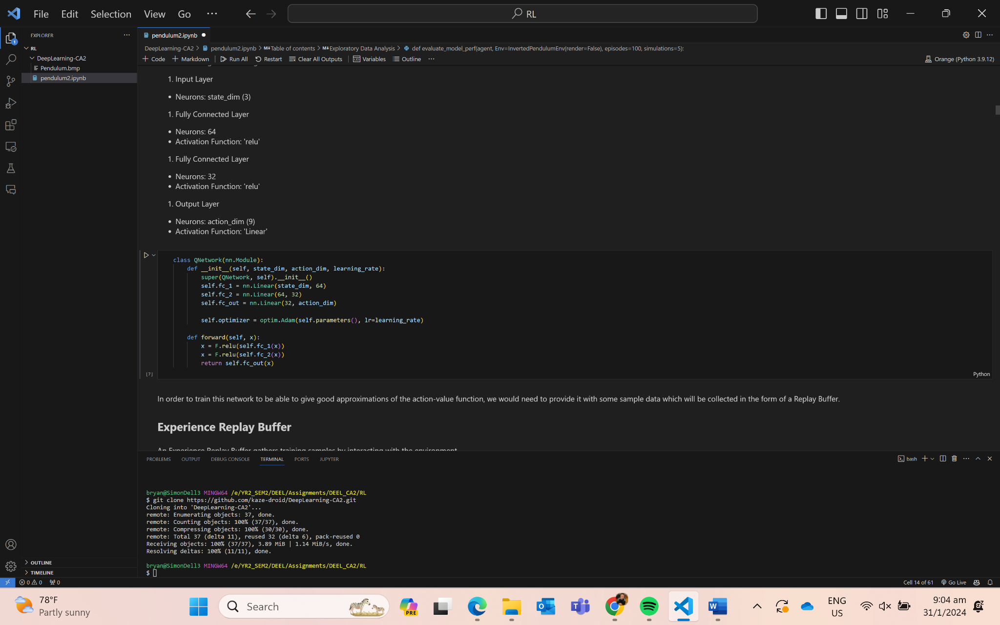 File Edit Selection View Go ··· RL
EXPLORER
RL
DeepLearning-CA2
Pendulum.bmp
pendulum2.ipynb
1
pendulum2.ipynb
DeepLearning-CA2 > pendulum2.ipynb > M↓Table of contents > M↓Exploratory Data Analysis > def evaluate_model_perf(agent, Env=InvertedPendulumEnv(render=False), episodes=100, simulations=5):
+ Code + Markdown | Run All Restart Clear All Outputs | Variables Outline ··· Orange (Python 3.9.12)
1. Input Layer
• Neurons: state_dim (3)
1. Fully Connected Layer
• Neurons: 64
• Activation Function: 'relu'
1. Fully Connected Layer
• Neurons: 32
• Activation Function: 'relu'
1. Output Layer
• Neurons: action_dim (9)
• Activation Function: 'Linear'
class QNetwork(nn.Module):
def __init__(self, state_dim, action_dim, learning_rate):
super(QNetwork, self).__init__()
self.fc_1 = nn.Linear(state_dim, 64)
self.fc_2 = nn.Linear(64, 32)
self.fc_out = nn.Linear(32, action_dim)
self.optimizer = optim.Adam(self.parameters(), lr=learning_rate)
def forward(self, x):
x = F.relu(self.fc_1(x))
x = F.relu(self.fc_2(x))
return self.fc_out(x)
[7] Python
In order to train this network to be able to give good approximations of the action-value function, we would need to provide it with some sample data which will be collected in the form of a Replay Buffer.
Experience Replay Buffer
An Experience Replay Buffer gathers training samples by interacting with the environment
PROBLEMS OUTPUT DEBUG CONSOLE TERMINAL PORTS JUPYTER bash
bryan@SimonDell3 MINGW64 /e/YR2_SEM2/DEEL/Assignments/DEEL_CA2/RL
$ git clone https://github.com/kaze-droid/DeepLearning-CA2.git
Cloning into 'DeepLearning-CA2'...
remote: Enumerating objects: 37, done.
remote: Counting objects: 100% (37/37), done.
remote: Compressing objects: 100% (30/30), done.
remote: Total 37 (delta 11), reused 32 (delta 6), pack-reused 0
Receiving objects: 100% (37/37), 3.89 MiB | 1.14 MiB/s, done.
Resolving deltas: 100% (11/11), done.
bryan@SimonDell3 MINGW64 /e/YR2_SEM2/DEEL/Assignments/DEEL_CA2/RL
$
OUTLINE
TIMELINE
0 0 0 Cell 14 of 61 Go Live
78°F
Partly sunny
Search
PRE
ENG
US
9:04 am
31/1/2024